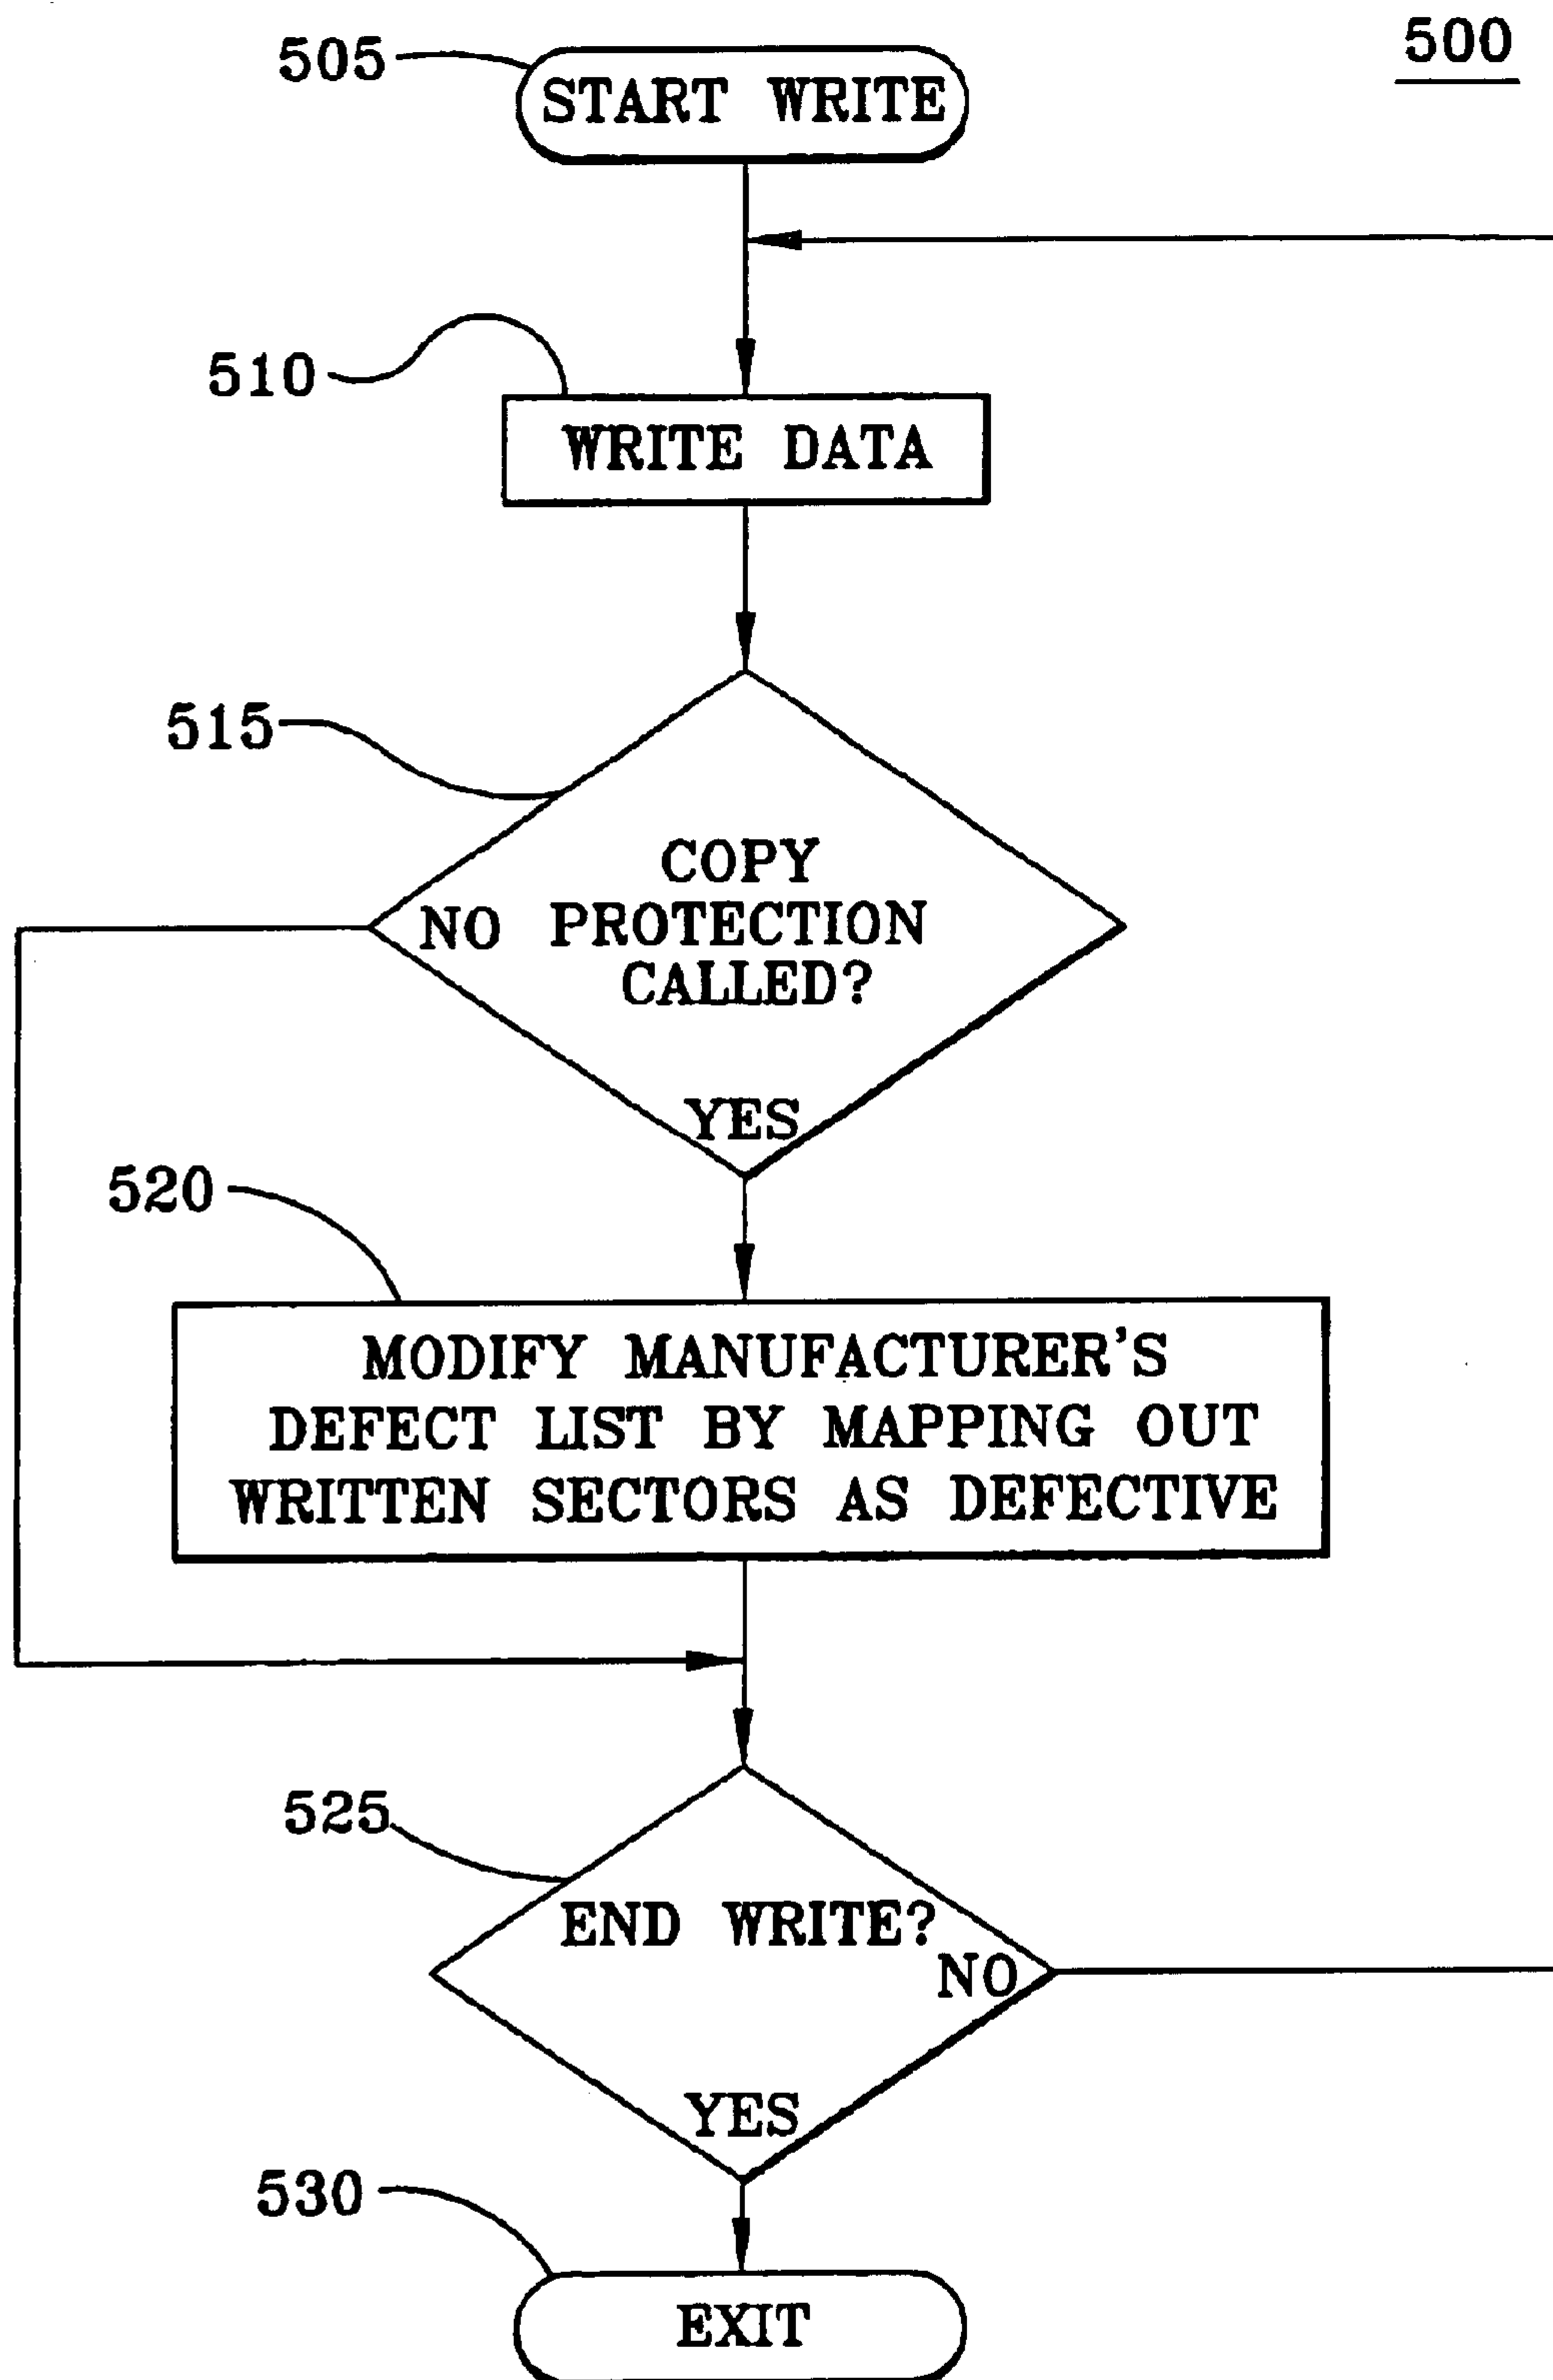 500
505
START WRITE
510
WRITE DATA
515
COPY
NO PROTECTION
CALLED?
YES
520
MODIFY MANUFACTURER'S
DEFECT LIST BY MAPPING OUT
WRITTEN SECTORS AS DEFECTIVE
525
END WRITE?
NO
YES
530
EXIT